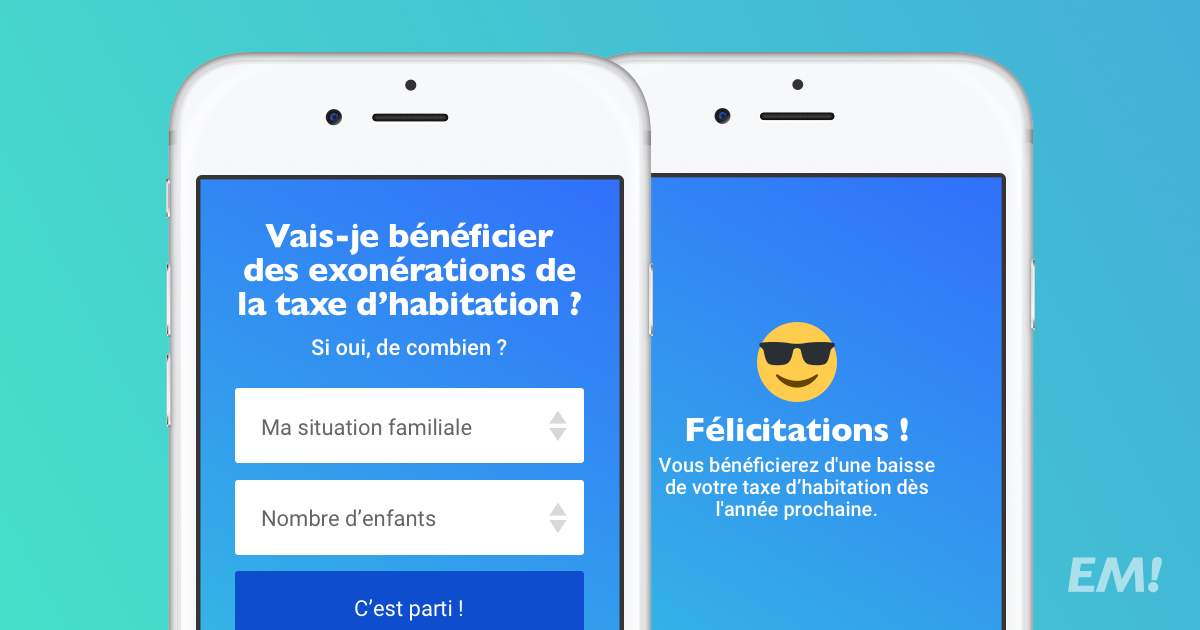 Vais-je bénéficier
des exonérations de
la taxe d’habitation ?
Si oui, de combien ?
Ma situation familiale
Nombre d’enfants
C’est parti !
Félicitations !
Vous bénéficierez d'une baisse
de votre taxe d’habitation dès
l'année prochaine.
EM!